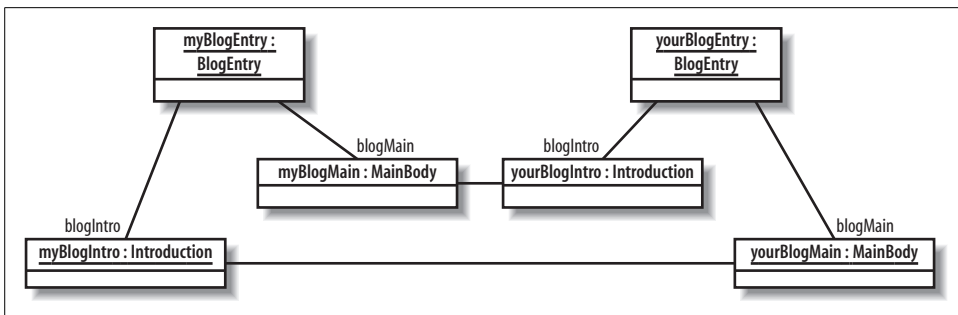 myBlogEntry :
BlogEntry
yourBlogEntry :
BlogEntry
blogMain
myBlogMain : MainBody
blogIntro
yourBlogIntro : Introduction
blogIntro
myBlogIntro : Introduction
blogMain
yourBlogMain : MainBody